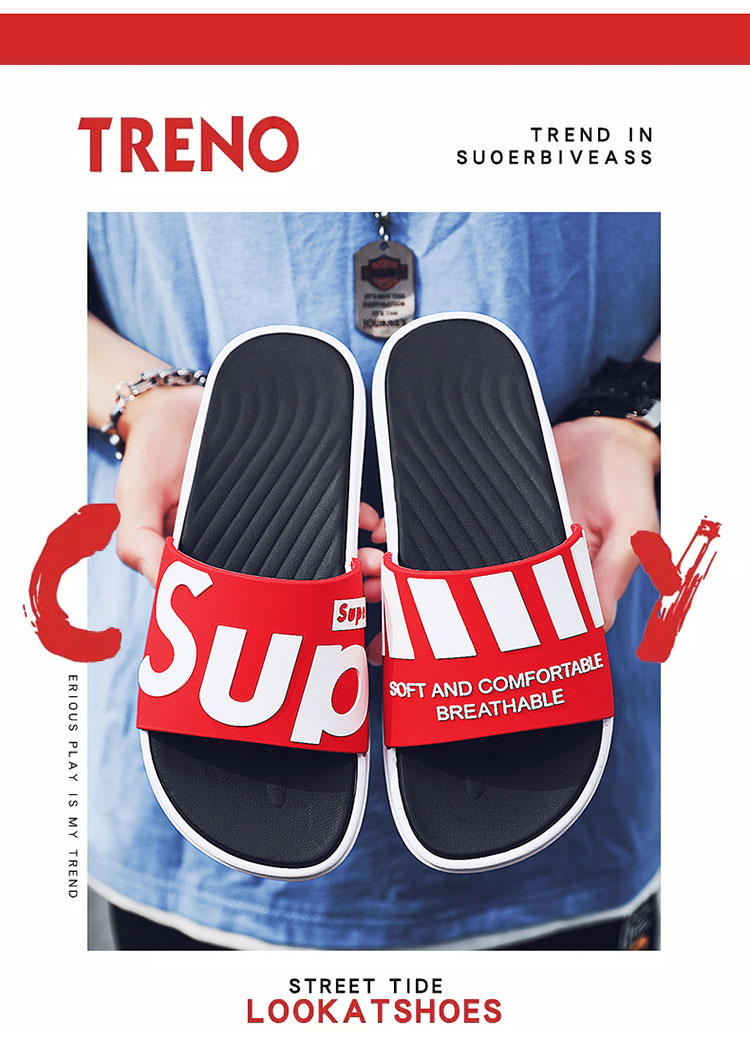 TRENO
TREND IN
SUOERBIVEASS
C Y
Supe
Sup
SOFT AND COMFORTABLE
BREATHABLE
ERIOUS PLAY IS MY TREND
STREET TIDE
LOOKATSHOES